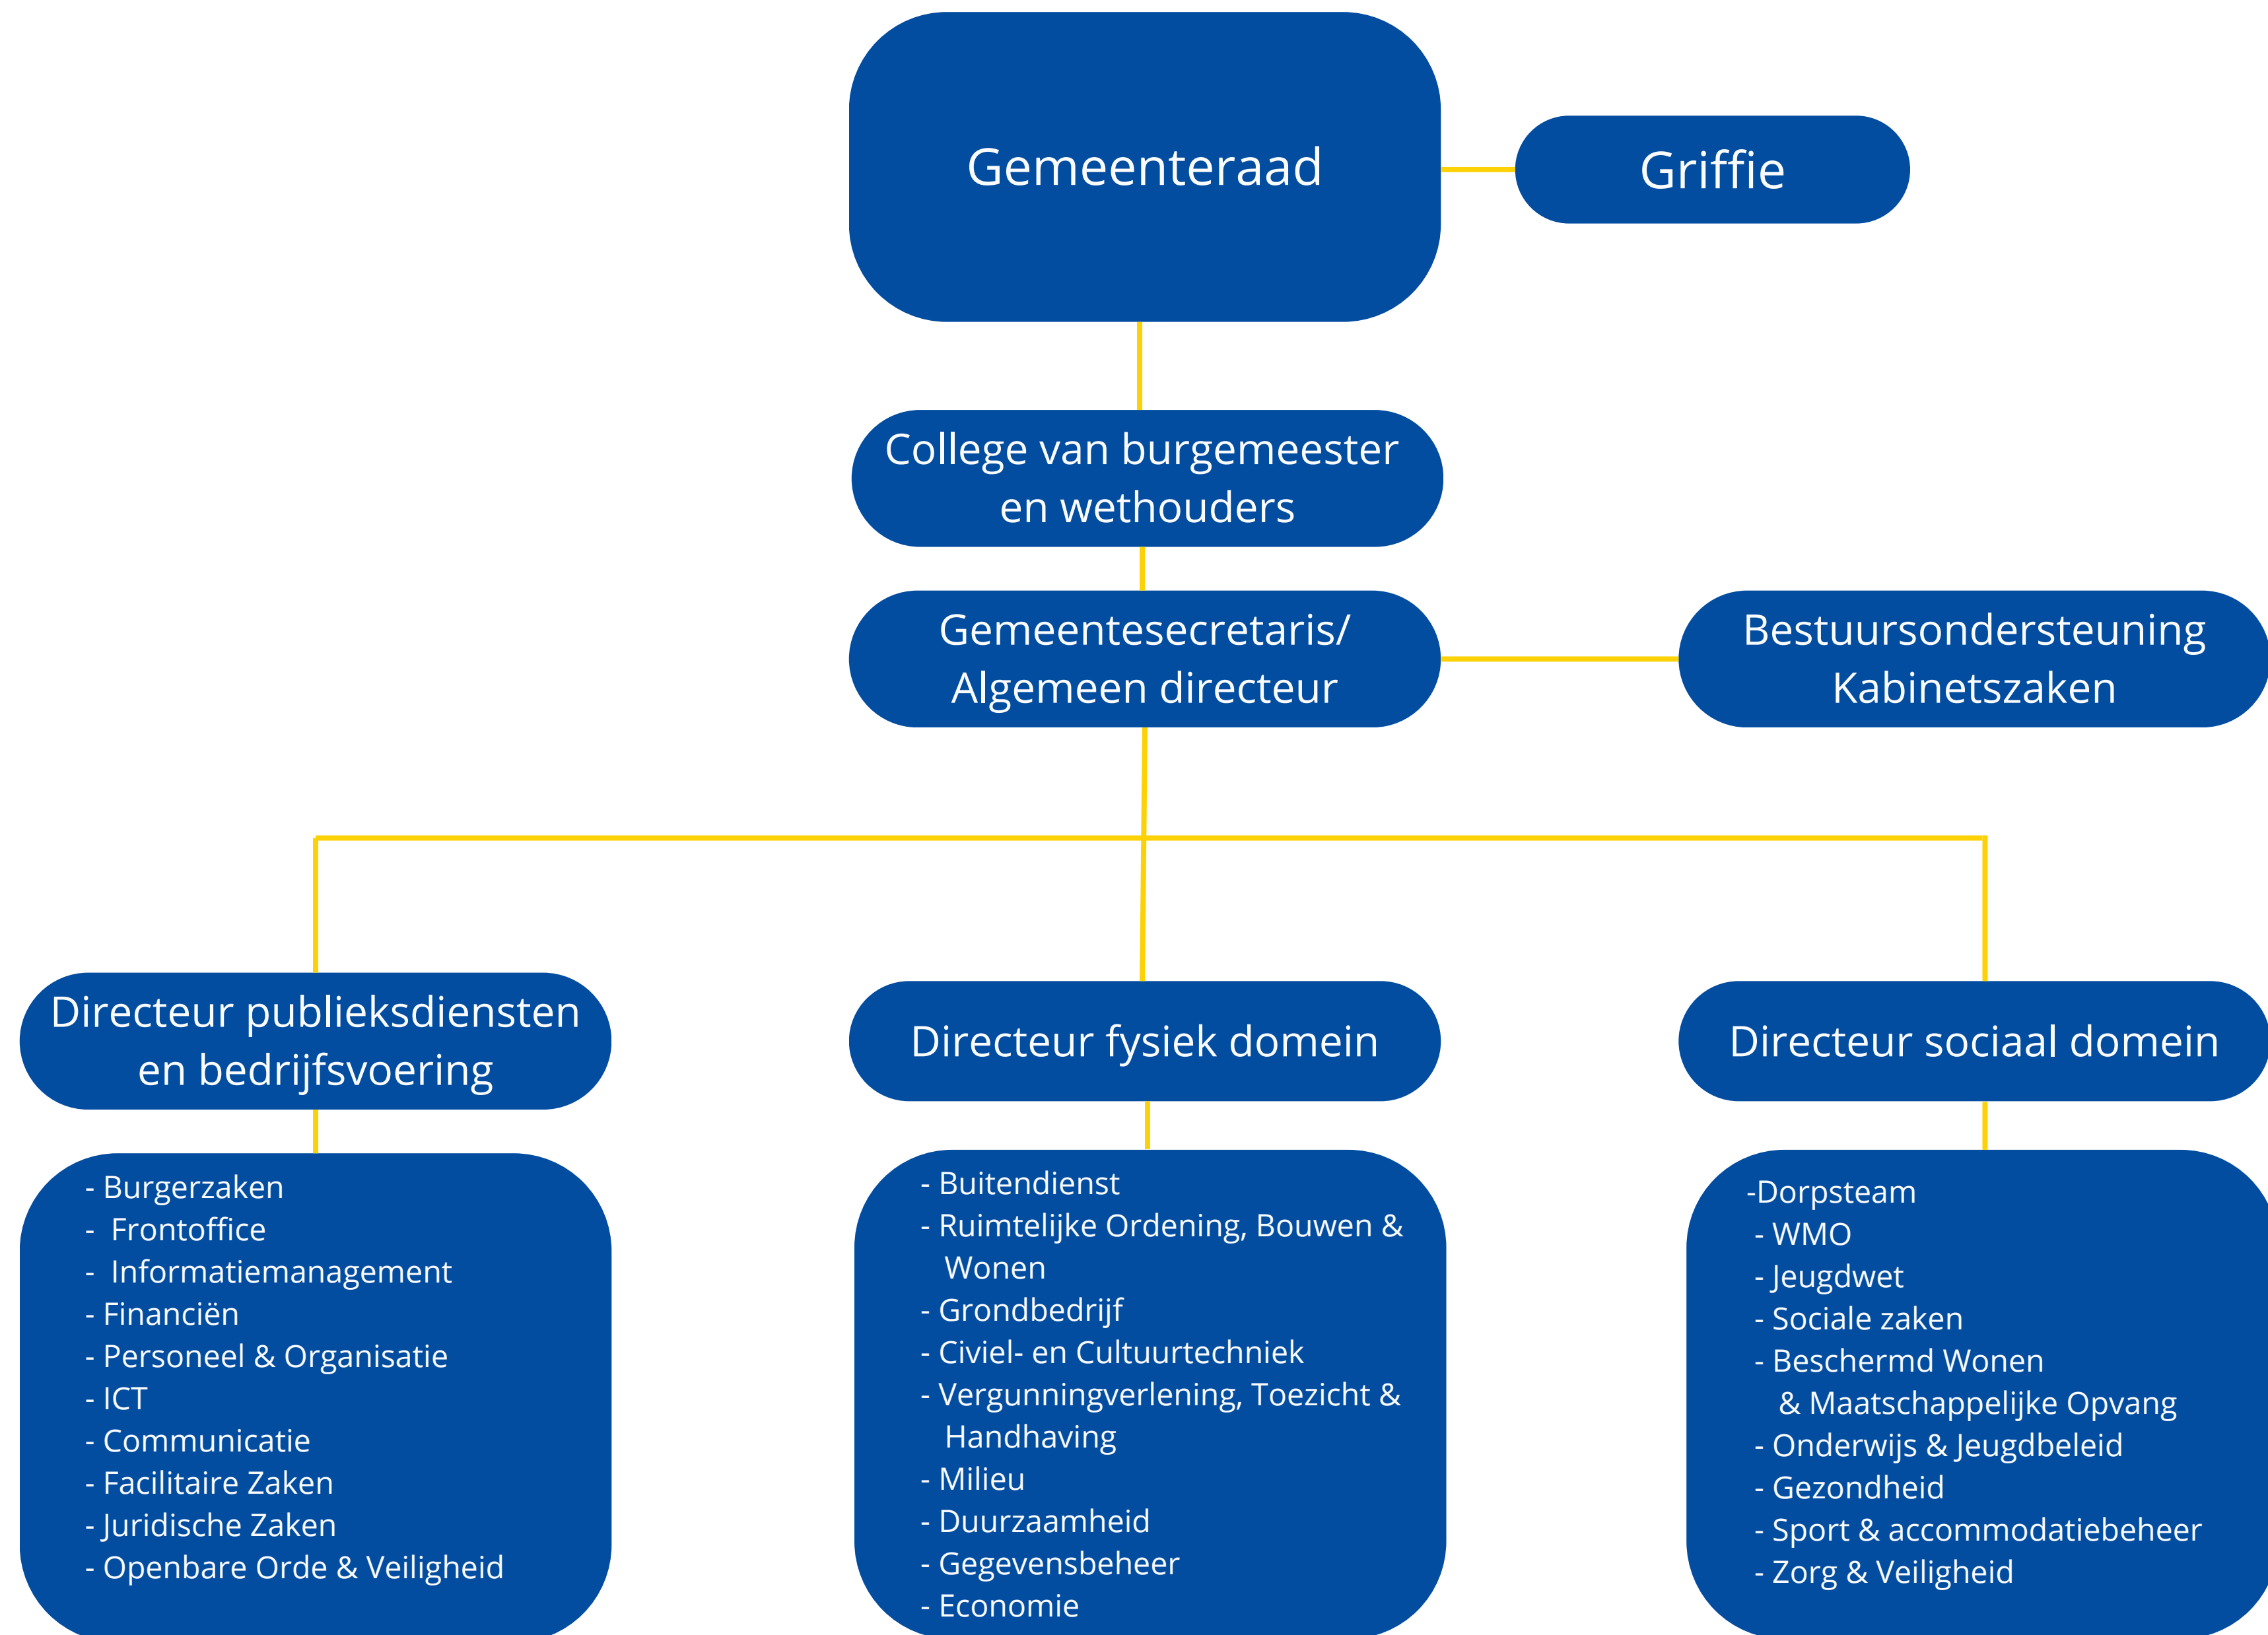 Gemeenteraad
Griffie
College van burgemeester
en wethouders
Gemeentesecretaris/
Algemeen directeur
Bestuursondersteuning
Kabinetszaken
Directeur publieksdiensten
en bedrijfsvoering
- Burgerzaken
- Frontoffice
- Informatiemanagement
- Financiën
- Personeel & Organisatie
- ICT
- Communicatie
- Facilitaire Zaken
- Juridische Zaken
- Openbare Orde & Veiligheid
Directeur fysiek domein
- Buitendienst
- Ruimtelijke Ordening, Bouwen &
Wonen
- Grondbedrijf
- Civiel- en Cultuurtechniek
- Vergunningverlening, Toezicht &
Handhaving
- Milieu
- Duurzaamheid
- Gegevensbeheer
- Economie
Directeur sociaal domein
-Dorpsteam
- WMO
- Jeugdwet
- Sociale zaken
- Beschermd Wonen
& Maatschappelijke Opvang
- Onderwijs & Jeugdbeleid
- Gezondheid
- Sport & accommodatiebeheer
- Zorg & Veiligheid